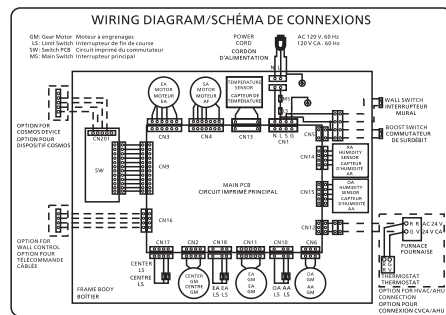 WIRING DIAGRAM/SCHÉMA DE CONNEXIONS
GM: Gear Motor Moteur à engrenages
LS: Limit Switch Interrupteur de fin de course
SW: Switch PCB Circuit imprimé du commutateur
MS: Main Switch Interrupteur principal
POWER
CORD
CORDON
D'ALIMENTATION
AC 120 V. 60 Hz
120 V CA . 60 Hz
N L
MS
EA
MOTOR
MOTEUR
EA
SA
MOTOR
MOTEUR
AF
TEMPERATURE
SENSOR
CAPTEUR DE
TEMPÉRATURE
CN3
CN4
CN13
CN1
N L S G
CN5
WALL SWITCH
INTERRUPTEUR
MURAL
BOOST SWITCH
COMMUTATEUR
DE SURDÉBIT
OPTION FOR
COSMOS DEVICE
OPTION POUR
DISPOSITIF COSMOS
CN201
SW
CN9
MAIN PCB
CIRCUIT IMPRIMÉ PRINCIPAL
CN14
RA
HUMIDITY
SENSOR
CAPTEUR
D'HUMIDITÉ
AR
CN15
OA
HUMIDITY
SENSOR
CAPTEUR
D'HUMIDITÉ
AA
CN16
CN12
R R AC 24 V
G V 24 V CA
FURNACE
FOURNAISE
OPTION FOR
WALL CONTROL
OPTION POUR
TÉLÉCOMMANDE
CÂBLÉE
CN17
CN2
CN18
CN11
CN10
CN6
CENTER
LS
CENTRE
LS
CENTER
GM
CENTRE
GM
EA EA
LS LS
EA
GM
EA
GM
OA AA
LS LS
OA
GM
AA
GM
THERMOSTAT
THERMOSTAT
FRAME BODY
BOÎTIER
OPTION FOR HVAC/AHU
CONNECTION
OPTION POUR
CONNEXION CVCA/AHU